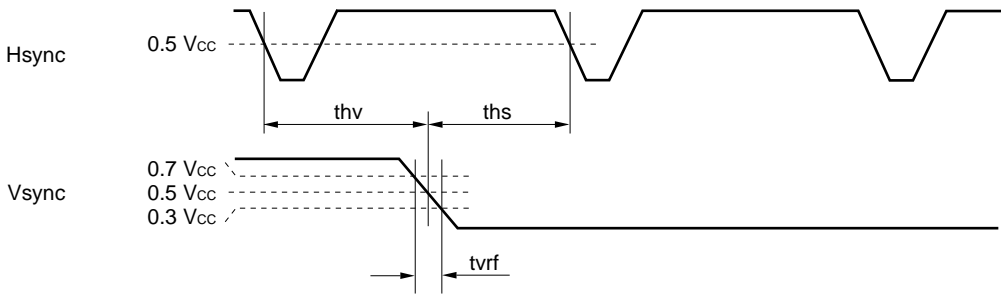 Hsync
0.5 VCC
thv
ths
Vsync
0.7 VCC
0.5 VCC
0.3 VCC
tvrf